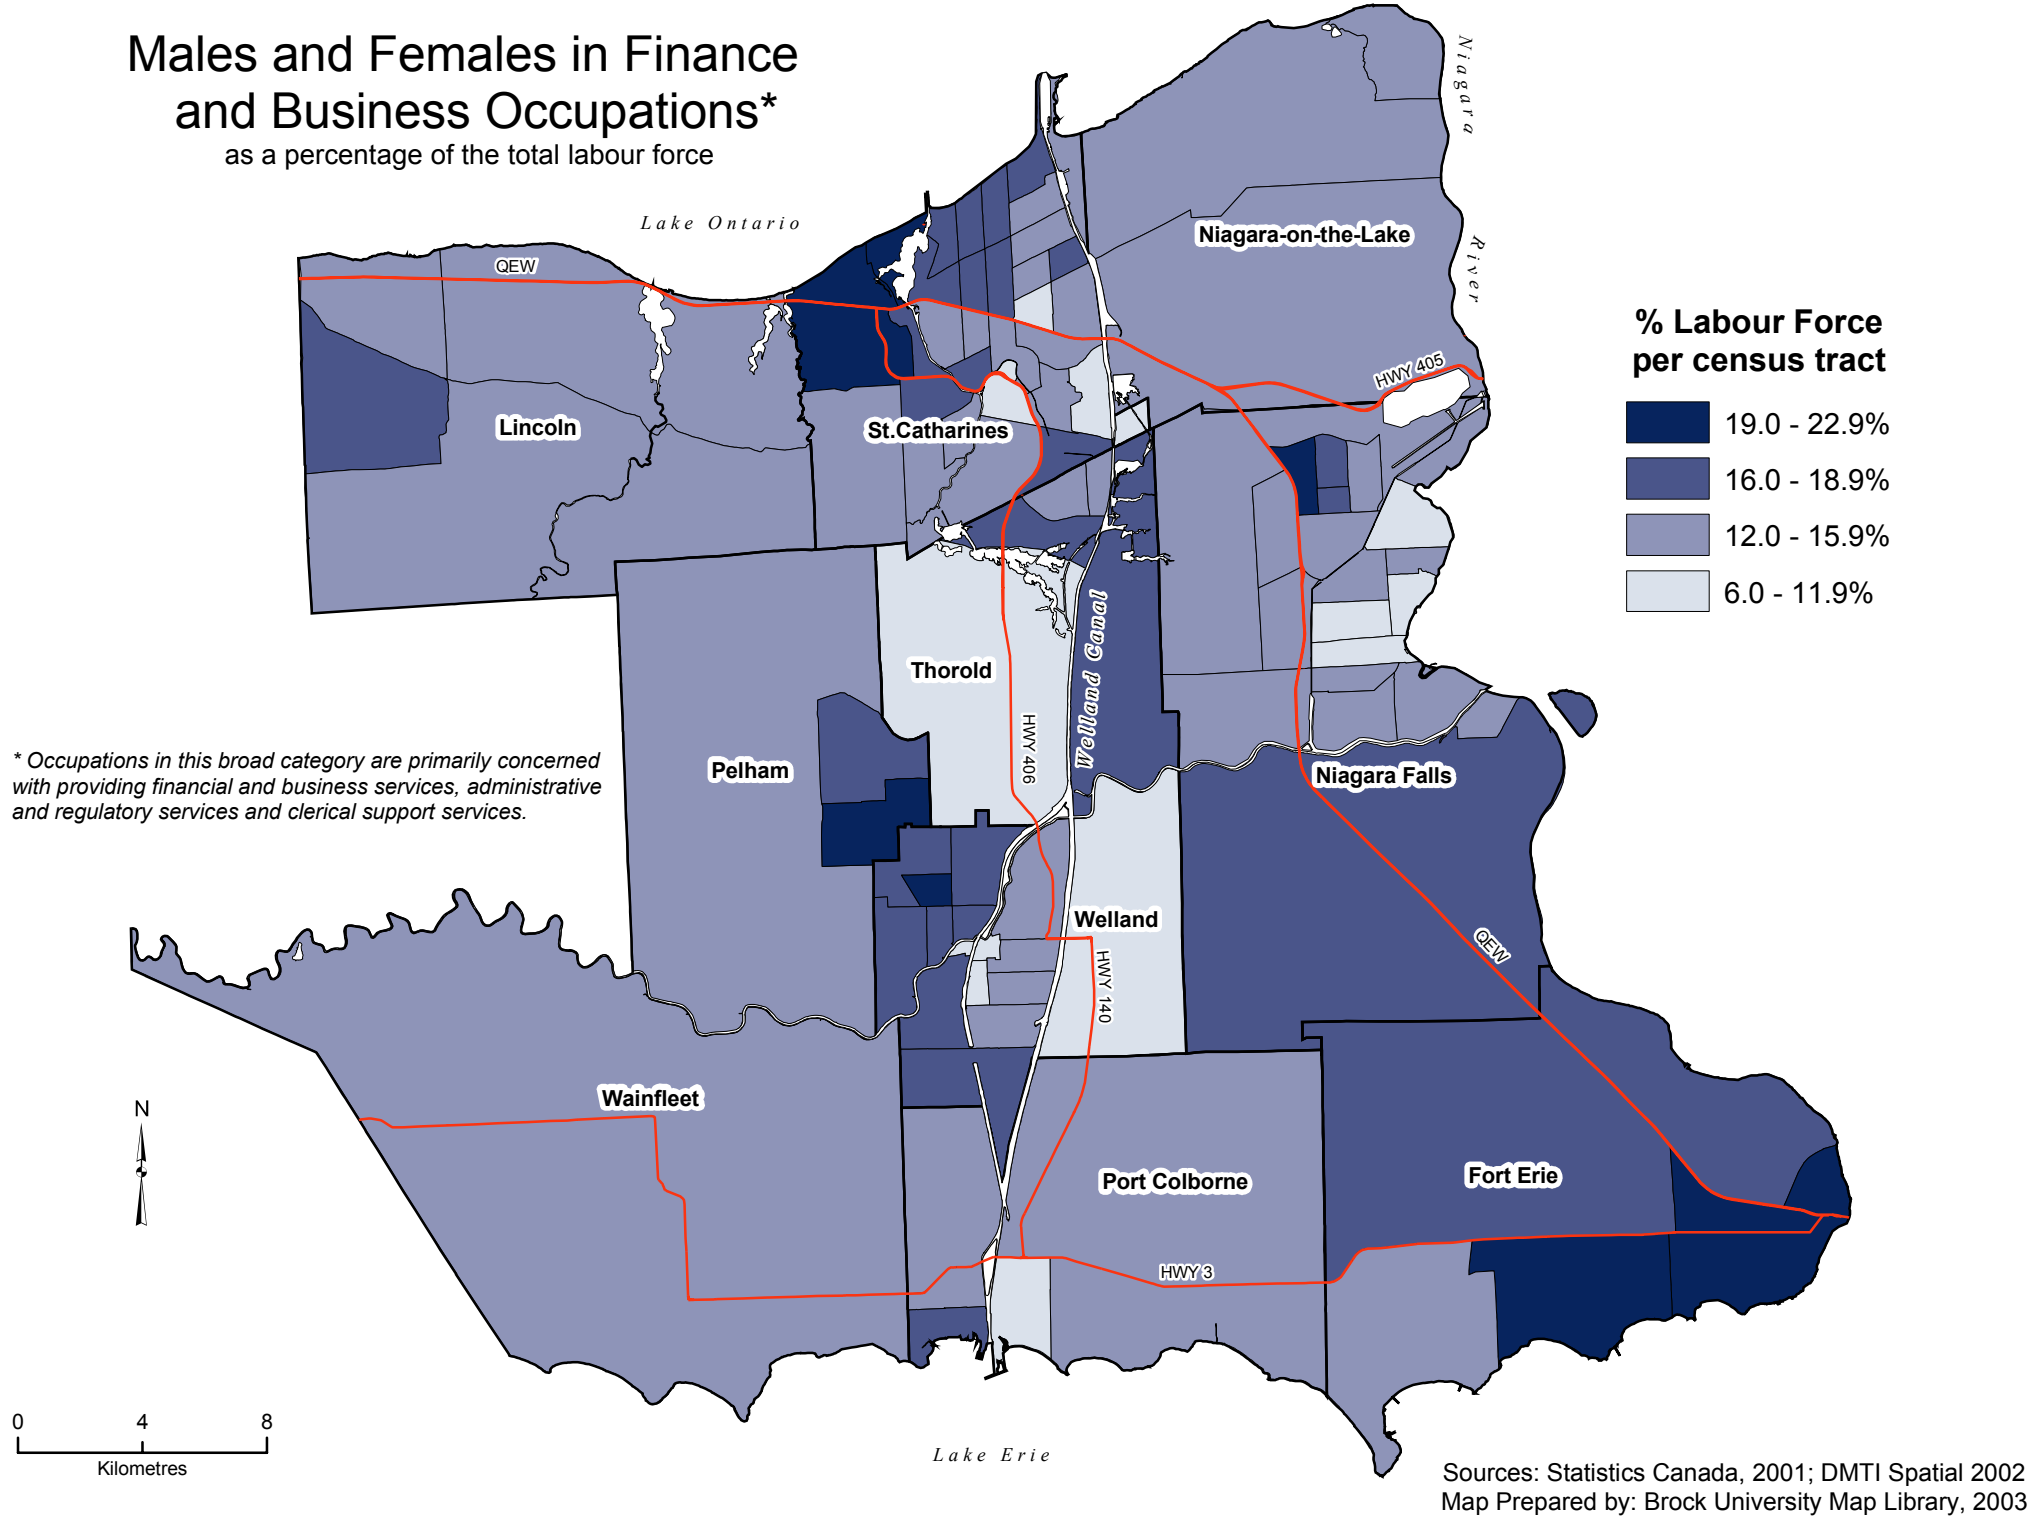 Males and Females in Finance
and Business Occupations*
as a percentage of the total labour force
Lake Ontario
Niagara
River
QEW
Niagara-on-the-Lake
HWY 405
Lincoln
St.Catharines
% Labour Force
per census tract
19.0 - 22.9%
16.0 - 18.9%
12.0 - 15.9%
6.0 - 11.9%
Thorold
Welland Canal
HWY 406
Pelham
Niagara Falls
* Occupations in this broad category are primarily concerned
with providing financial and business services, administrative
and regulatory services and clerical support services.
Welland
QEW
HWY 140
Wainfleet
N
Port Colborne
Fort Erie
HWY 3
0 4 8
Kilometres
Lake Erie
Sources: Statistics Canada, 2001; DMTI Spatial 2002
Map Prepared by: Brock University Map Library, 2003